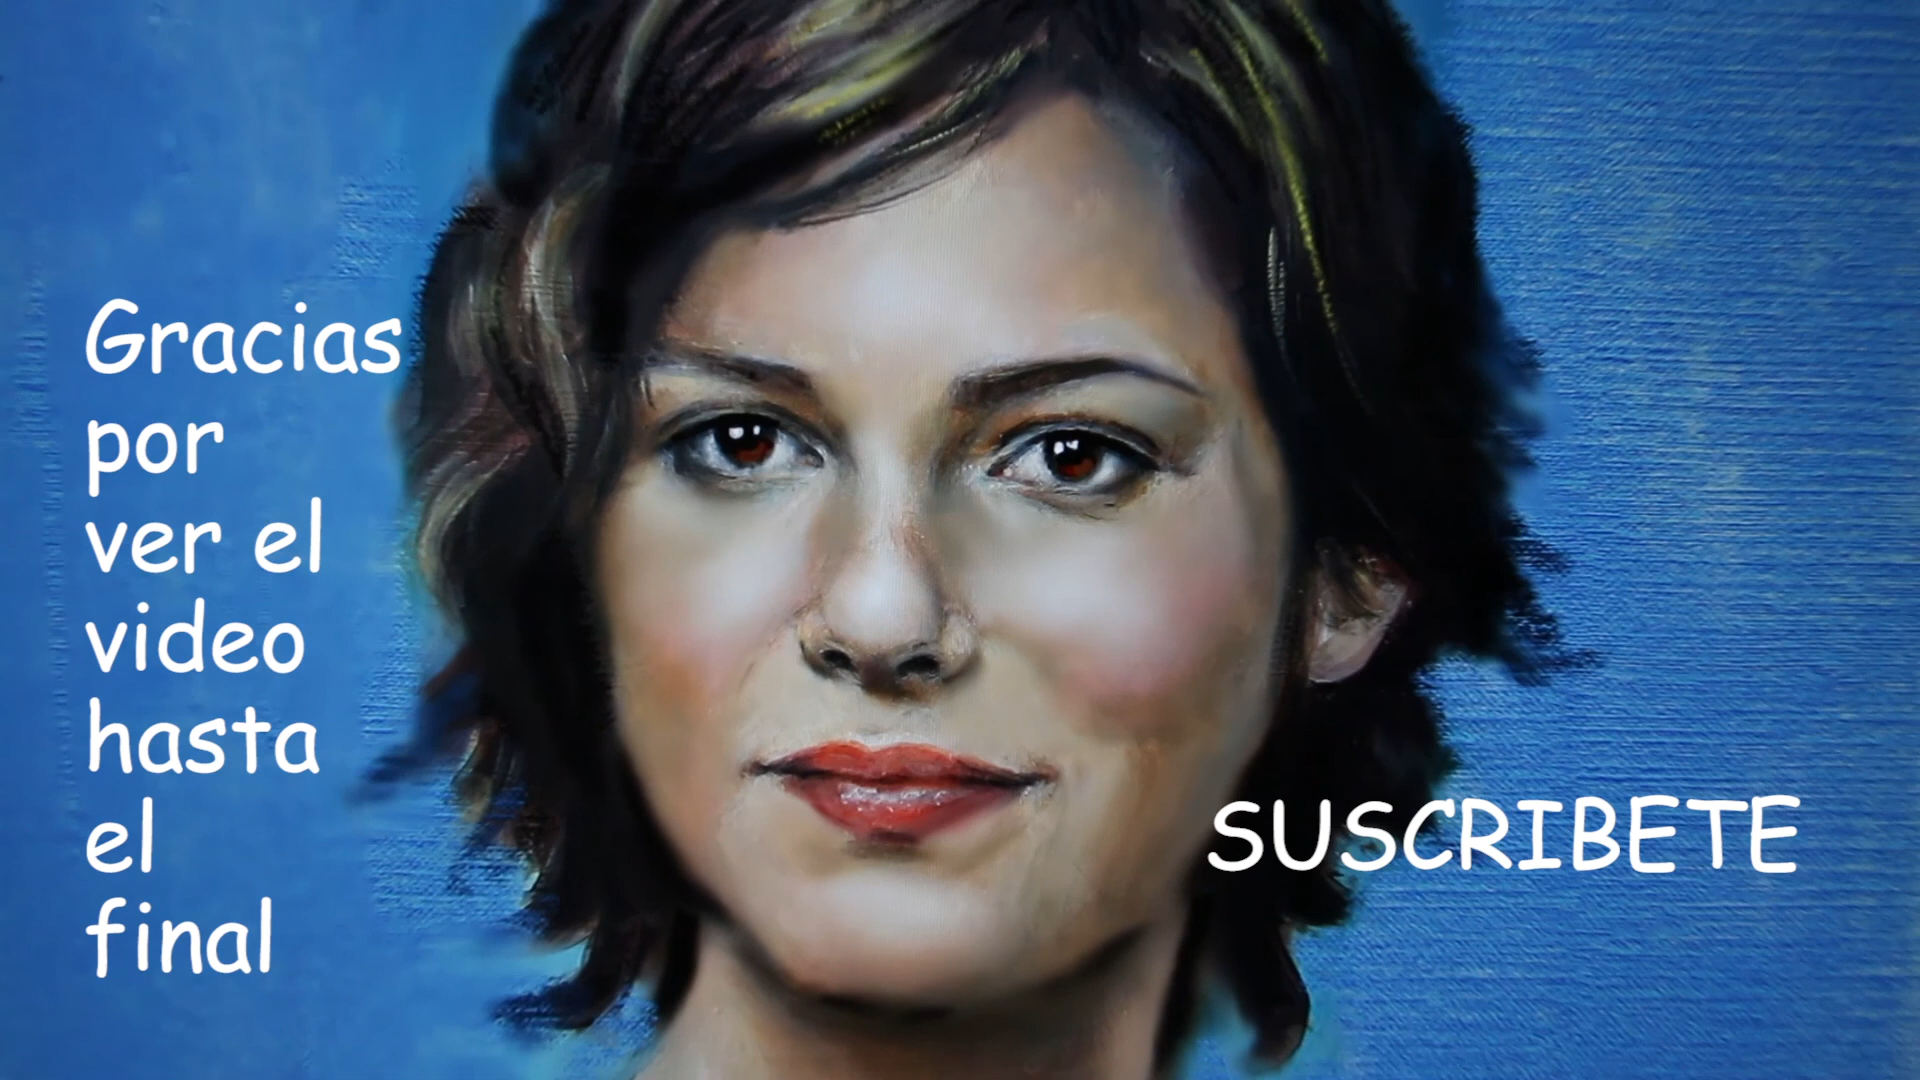 Gracias
por
ver el
video
hasta
el
final
SUSCRIBETE